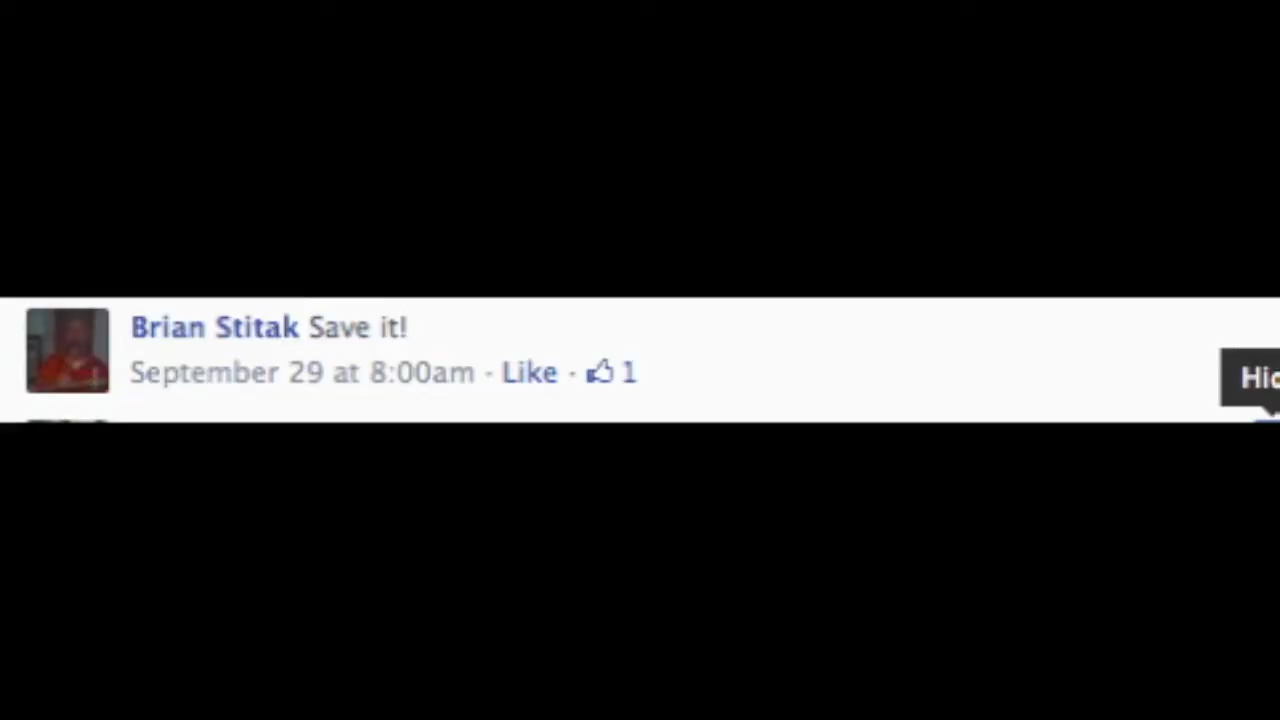 Brian Stitak Save it!
September 29 at 8:00am · Like · 1